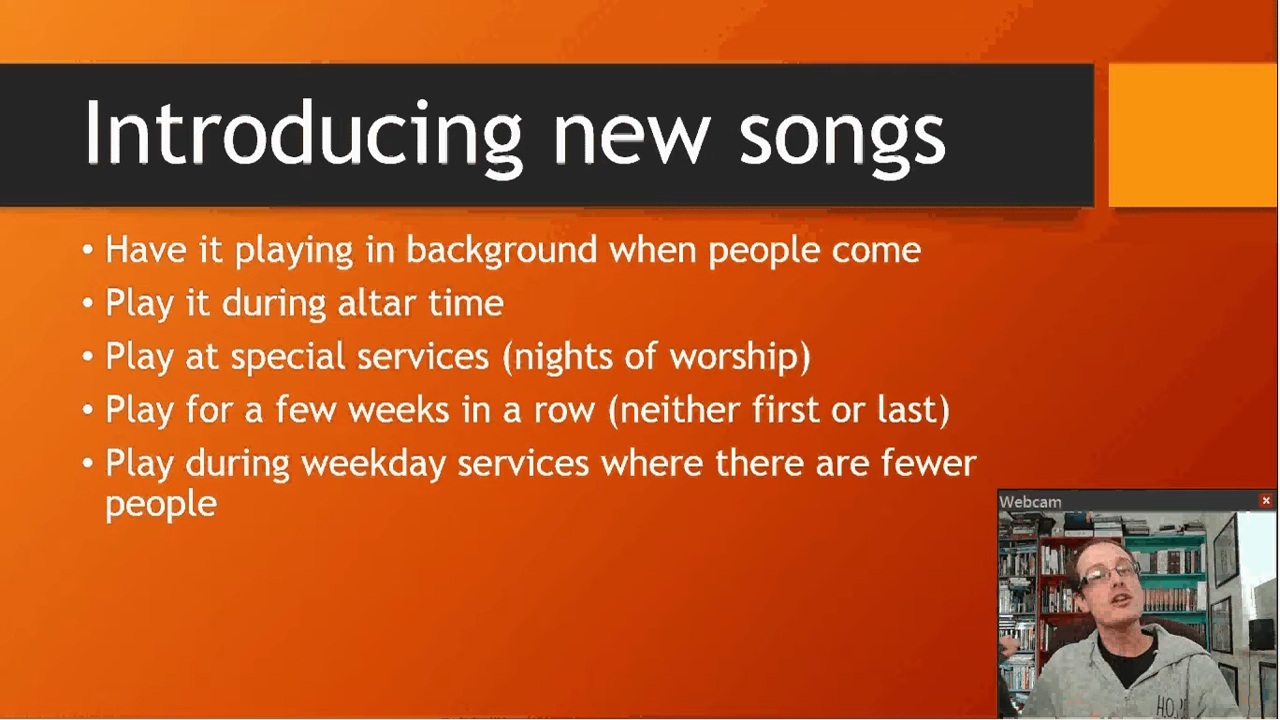 Introducing new songs
• Have it playing in background when people come
• Play it during altar time
• Play at special services (nights of worship)
• Play for a few weeks in a row (neither first or last)
• Play during weekday services where there are fewer
people
Webcam